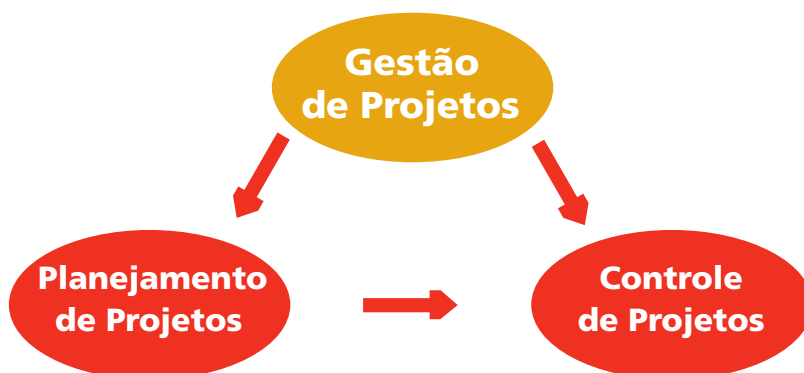 Gestão
de Projetos
Planejamento
de Projetos
Controle
de Projetos